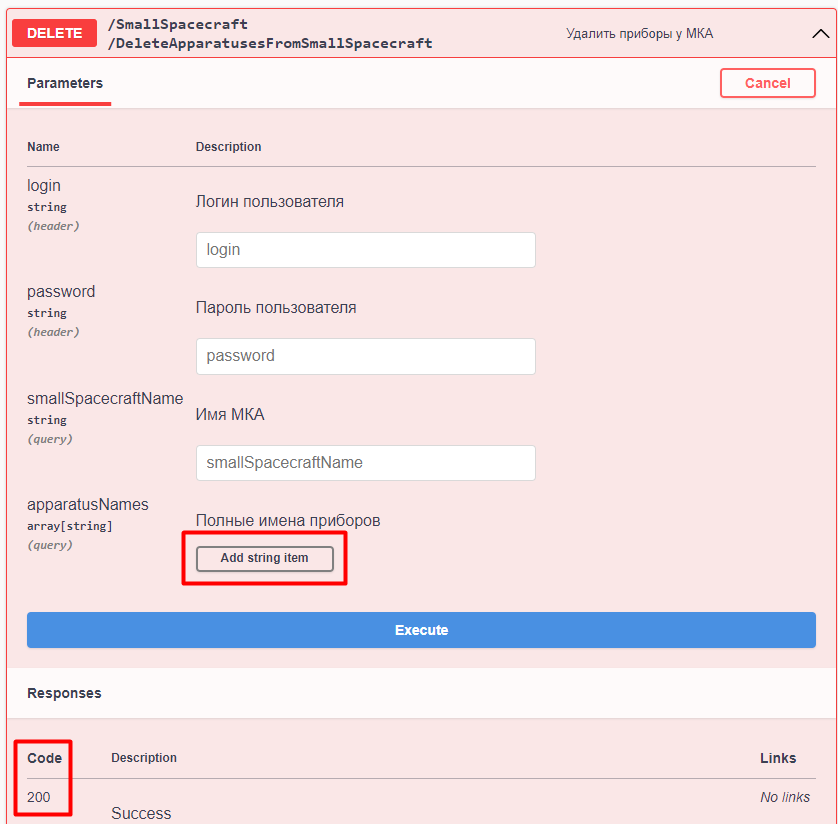 DELETE
/SmallSpacecraft
/DeleteApparatusesFromSmallSpacecraft
Удалить приборы у МКА
Parameters
Cancel
Name
Description
login
string
(header)
Логин пользователя
login
password
string
(header)
Пароль пользователя
password
smallSpacecraftName
string
(query)
Имя МКА
smallSpacecraftName
apparatusNames
array[string]
(query)
Полные имена приборов
Add string item
Execute
Responses
Code
Description
Links
200
Success
No links